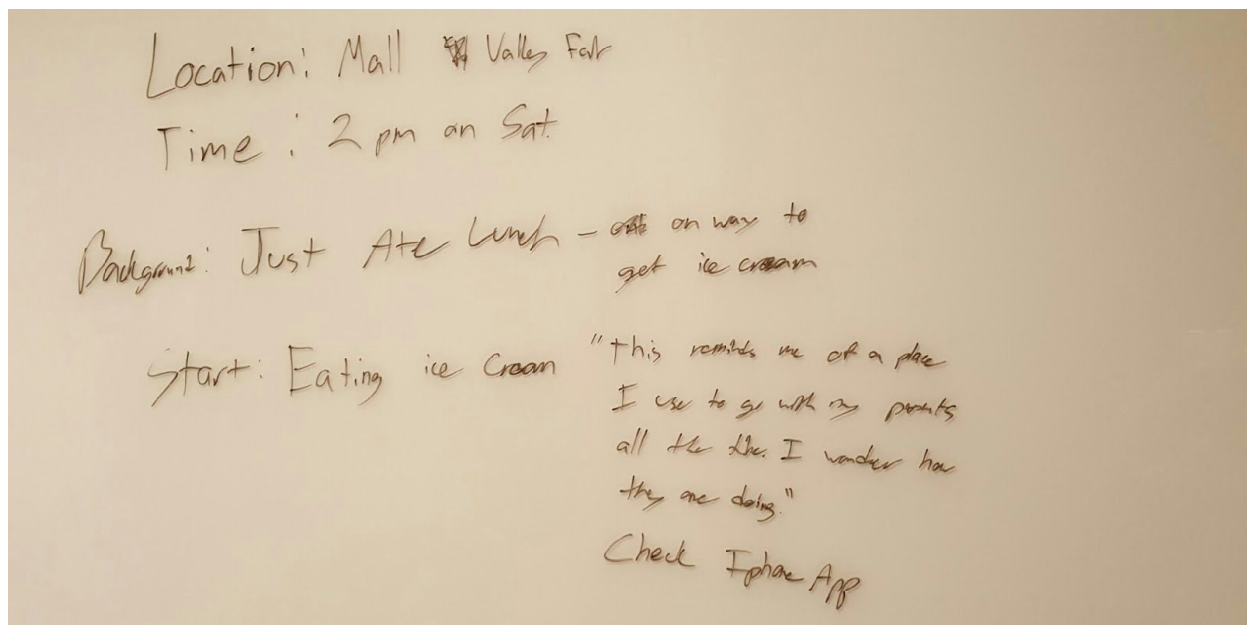 Location: Mall Valley Fair
Time: 2 pm on Sat.
Background: Just Ate Lunch - on way to
get ice cream
Start: Eating ice Cream "This reminds me of a place
I use to go with my parents
all the time. I wonder how
they are doing."
Check Iphone App